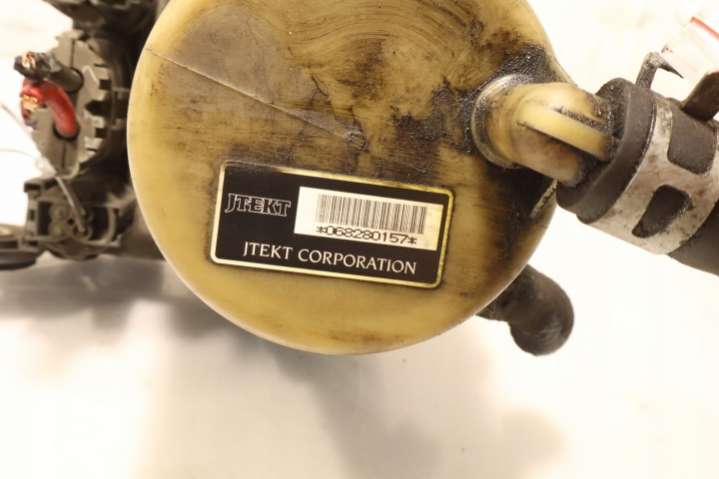 JTEKT
*068280157*
JTEKT CORPORATION